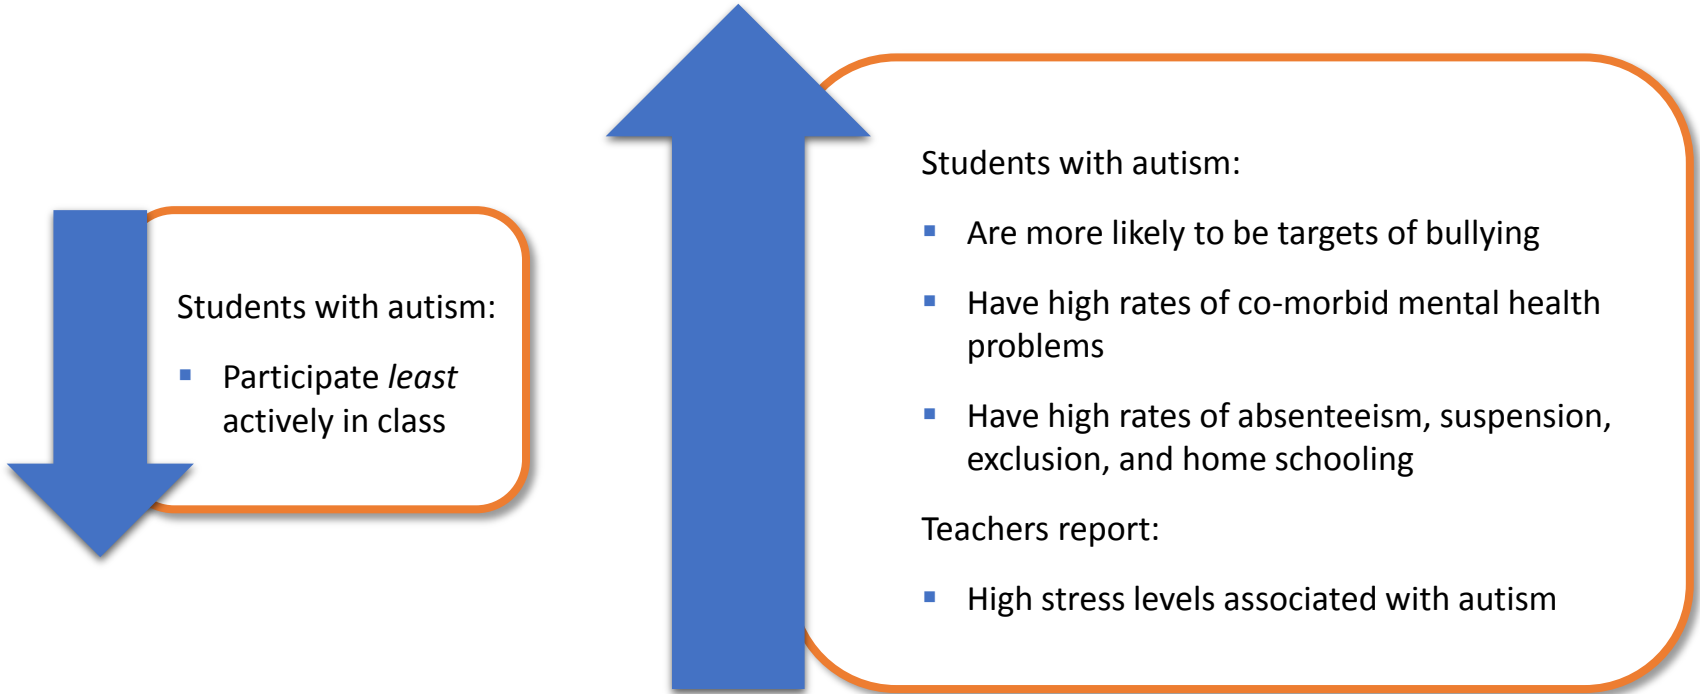 Students with autism:
▪ Participate least
actively in class
Students with autism:
▪ Are more likely to be targets of bullying
▪ Have high rates of co-morbid mental health
problems
▪ Have high rates of absenteeism, suspension,
exclusion, and home schooling
Teachers report:
▪ High stress levels associated with autism